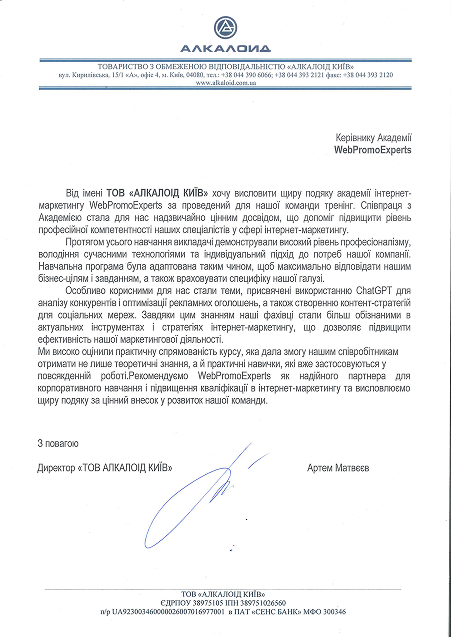 АЛКАЛОИД
ТОВАРИСТВО З ОБМЕЖЕНОЮ ВІДПОВІДАЛЬНІСТЮ «АЛКАЛОЇД КИЇВ»
вул. Кирилівська, 15/1 «А», офіс 4, м. Київ, 04080, тел.: +38 044 390 6066; +38 044 393 2121 факс: +38 044 393 2120
www.alkaloid.com.ua
Керівнику Академії
WebPromoExperts
Від імені ТОВ «АЛКАЛОЇД КИЇВ» хочу висловити щиру подяку академії інтернет-
маркетингу WebPromoExperts за проведений для нашої команди тренінг. Співпраця з
Академією стала для нас надзвичайно цінним досвідом, що допоміг підвищити рівень
професійної компетентності наших спеціалістів у сфері інтернет-маркетингу.
Протягом усього навчання викладачі демонстрували високий рівень професіоналізму,
володіння сучасними технологіями та індивідуальний підхід до потреб нашої компанії.
Навчальна програма була адаптована таким чином, щоб максимально відповідати нашим
бізнес-цілям і завданням, а також враховувати специфіку нашої галузі.
Особливо корисними для нас стали теми, присвячені використанню ChatGPT для
аналізу конкурентів і оптимізації рекламних оголошень, а також створенню контент-стратегій
для соціальних мереж. Завдяки цим знанням наші фахівці стали більш обізнаними в
актуальних інструментах і стратегіях інтернет-маркетингу, що дозволяє підвищити
ефективність нашої маркетингової діяльності.
Ми високо оцінили практичну спрямованість курсу, яка дала змогу нашим співробітникам
отримати не лише теоретичні знання, а й практичні навички, які вже застосовуються у
повсякденній роботі.Рекомендуємо WebPromoExperts як надійного партнера для
корпоративного навчання і підвищення кваліфікації в інтернет-маркетингу та висловлюємо
щиру подяку за цінний внесок у розвиток нашої команди.
З повагою
Директор «ТОВ АЛКАЛОЇД КИЇВ» Артем Матвєєв
ТОВ «АЛКАЛОЇД КИЇВ»
ЄДРПОУ 38975105 ІПН 389751026560
п/р UA923003460000026007016977001 в ПАТ «СЕНС БАНК» МФО 300346